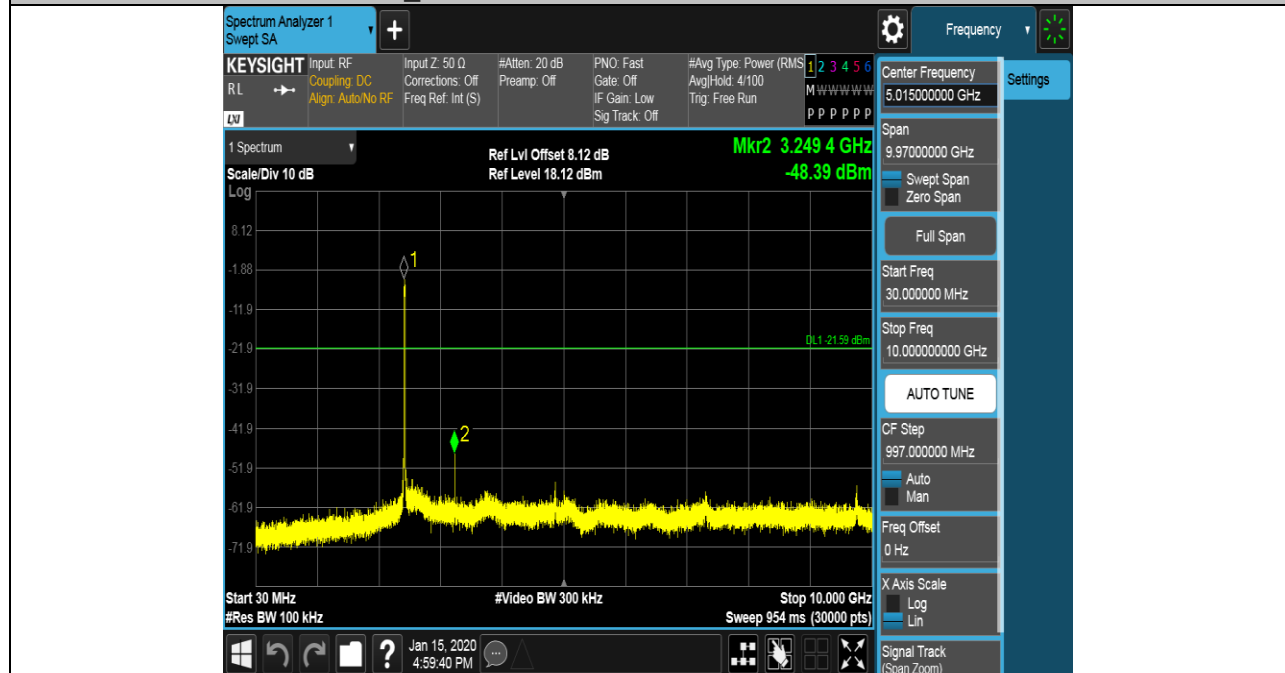 Spectrum Analyzer 1
Swept SA
+
Frequency
KEYSIGHT
RL
LXI
Input: RF
Coupling: DC
Align: Auto/No RF
Input Z: 50 Ω
Corrections: Off
Freq Ref: Int (S)
#Atten: 20 dB
Preamp: Off
PNO: Fast
Gate: Off
IF Gain: Low
Sig Track: Off
#Avg Type: Power (RMS
Avg|Hold: 4/100
Trig: Free Run
1 2 3 4 5 6
M W W W W W
P P P P P P
1 Spectrum
Scale/Div 10 dB
Log
Ref Lvl Offset 8.12 dB
Ref Level 18.12 dBm
Mkr2 3.249 4 GHz
-48.39 dBm
8.12
-1.88
-11.9
-21.9
-31.9
-41.9
-51.9
-61.9
-71.9
1
DL1 -21.59 dBm
2
Start 30 MHz
#Res BW 100 kHz
#Video BW 300 kHz
Stop 10.000 GHz
Sweep 954 ms (30000 pts)
?
Jan 15, 2020
4:59:40 PM
Center Frequency
5.015000000 GHz
Span
9.97000000 GHz
Swept Span
Zero Span
Full Span
Start Freq
30.000000 MHz
Stop Freq
10.000000000 GHz
AUTO TUNE
CF Step
997.000000 MHz
Auto
Man
Freq Offset
0 Hz
X Axis Scale
Log
Lin
Signal Track
(Span Zoom)
Settings